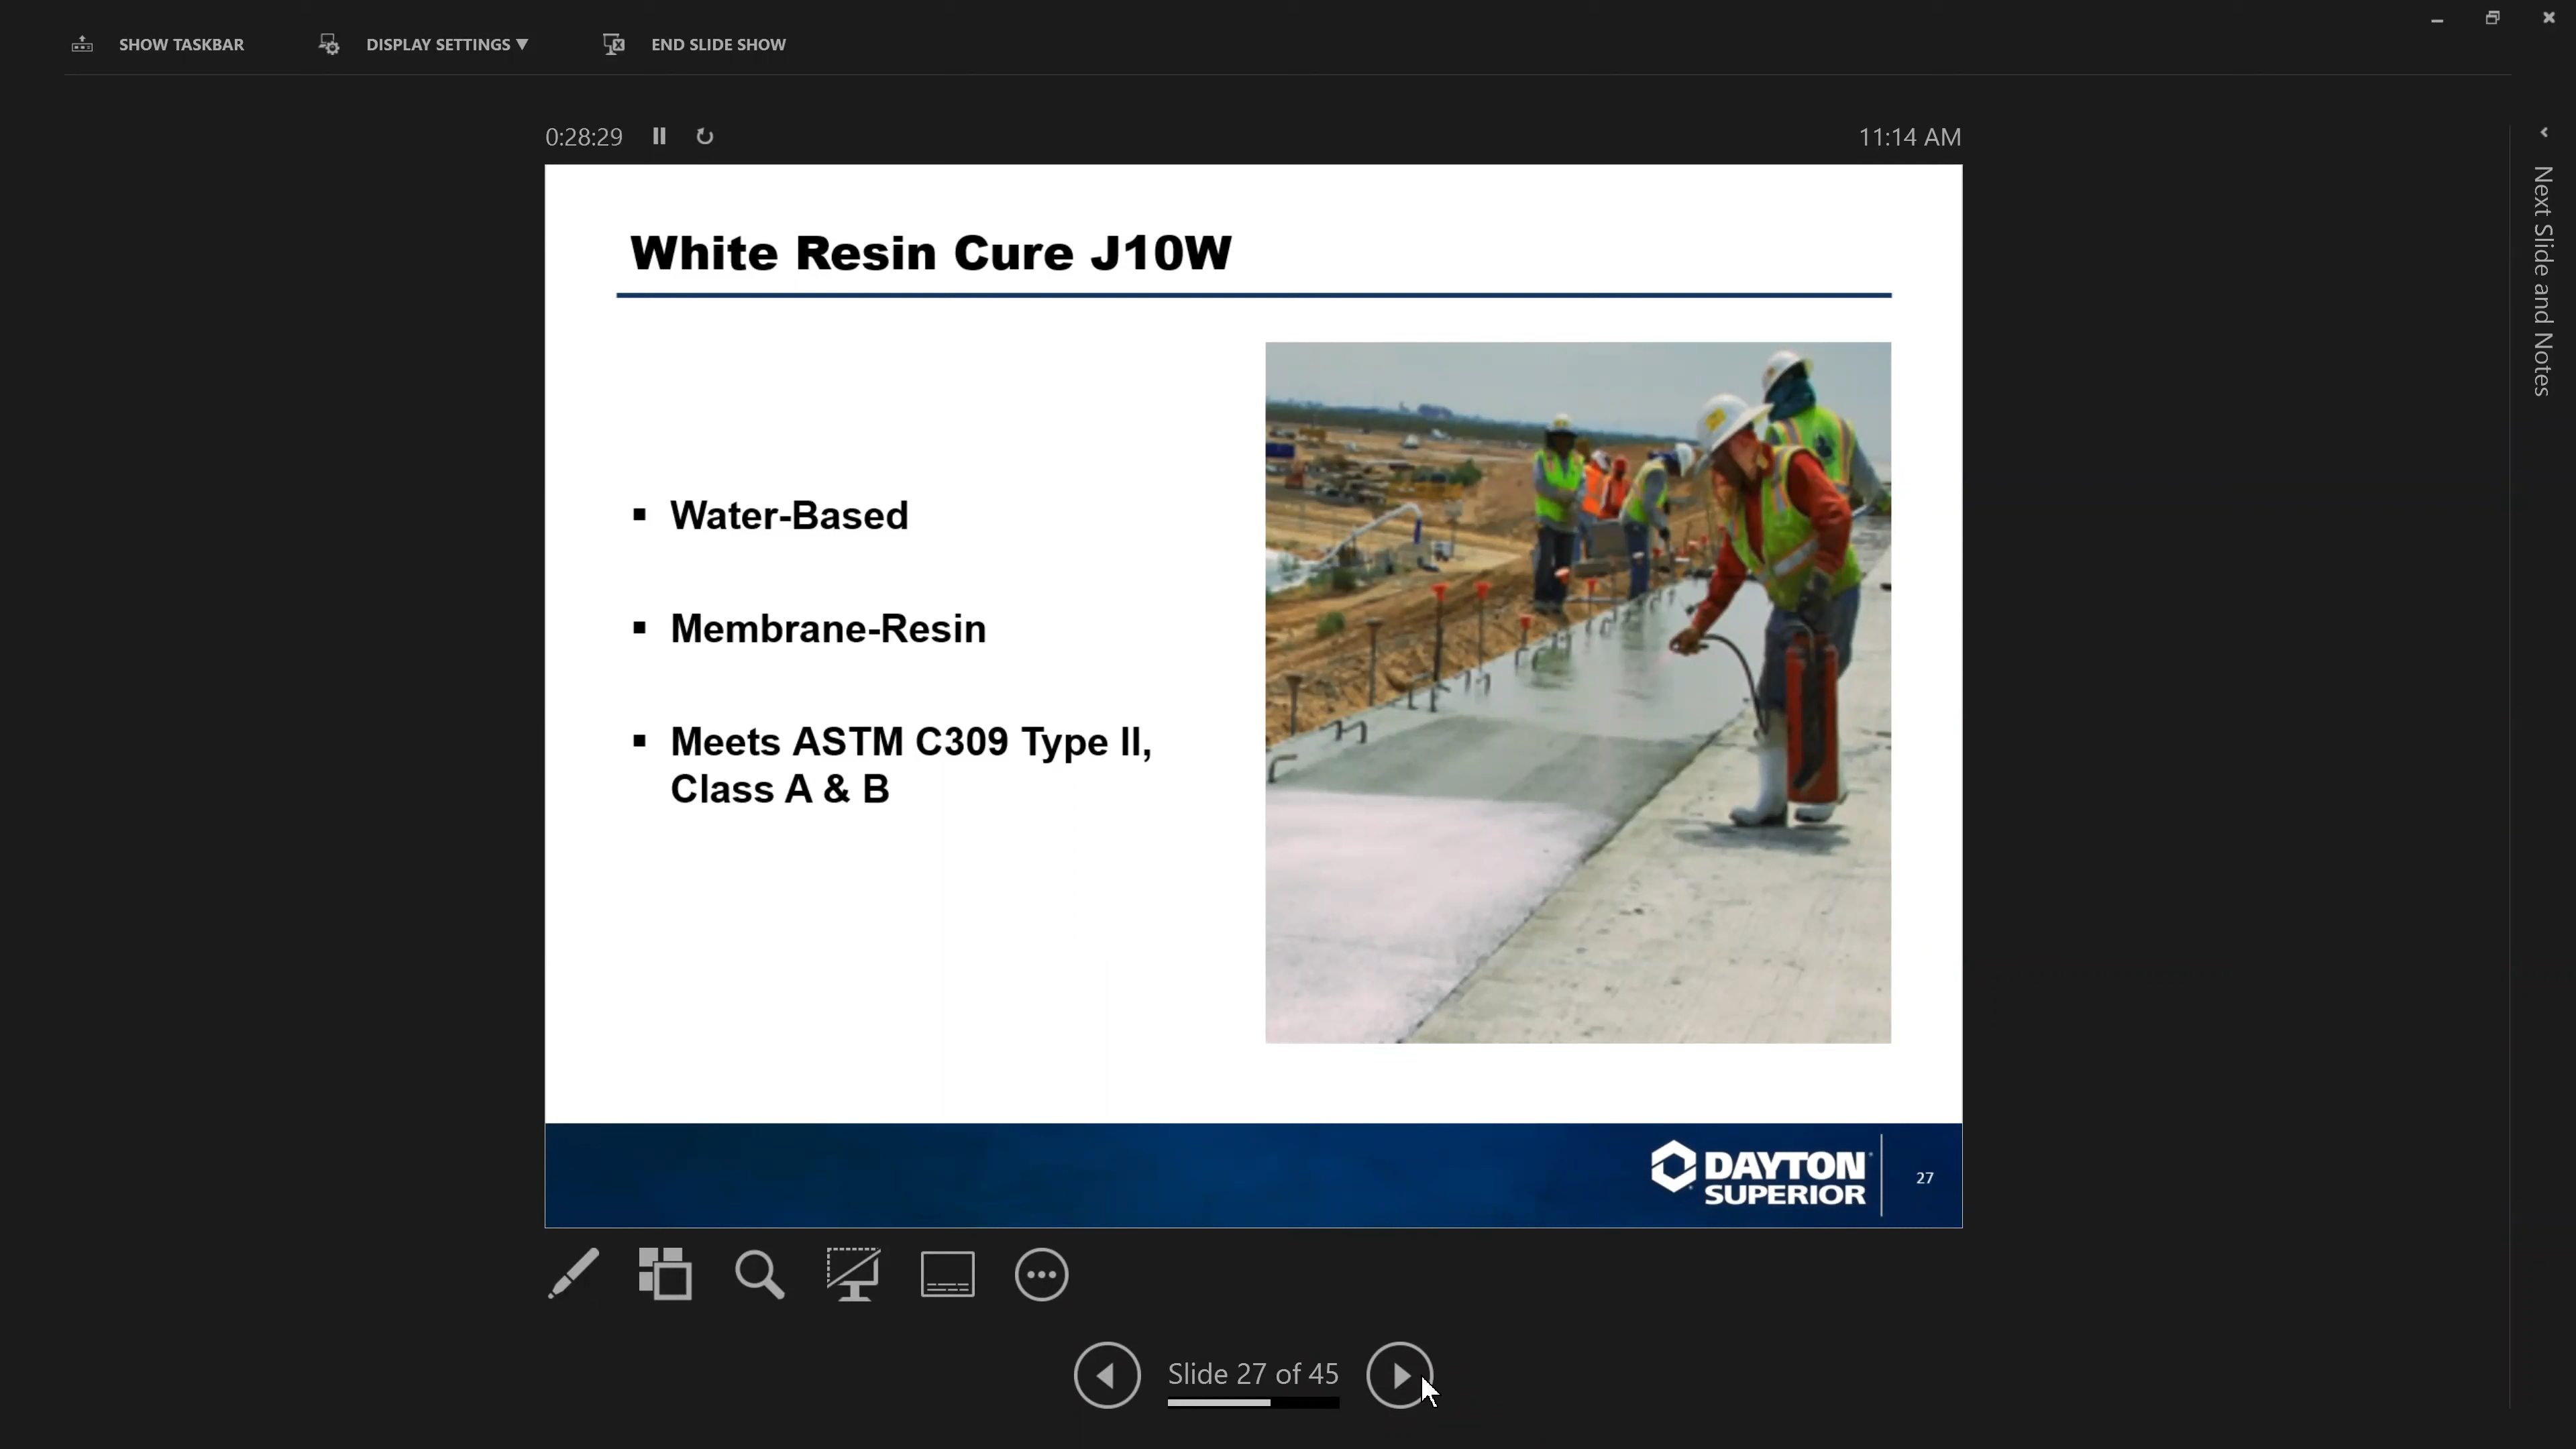 SHOW TASKBAR
DISPLAY SETTINGS ▼
END SLIDE SHOW
0:28:29
11:14 AM
White Resin Cure J10W
▪ Water-Based
▪ Membrane-Resin
▪ Meets ASTM C309 Type II,
Class A & B
DAYTON
SUPERIOR
27
Slide 27 of 45
Next Slide and Notes